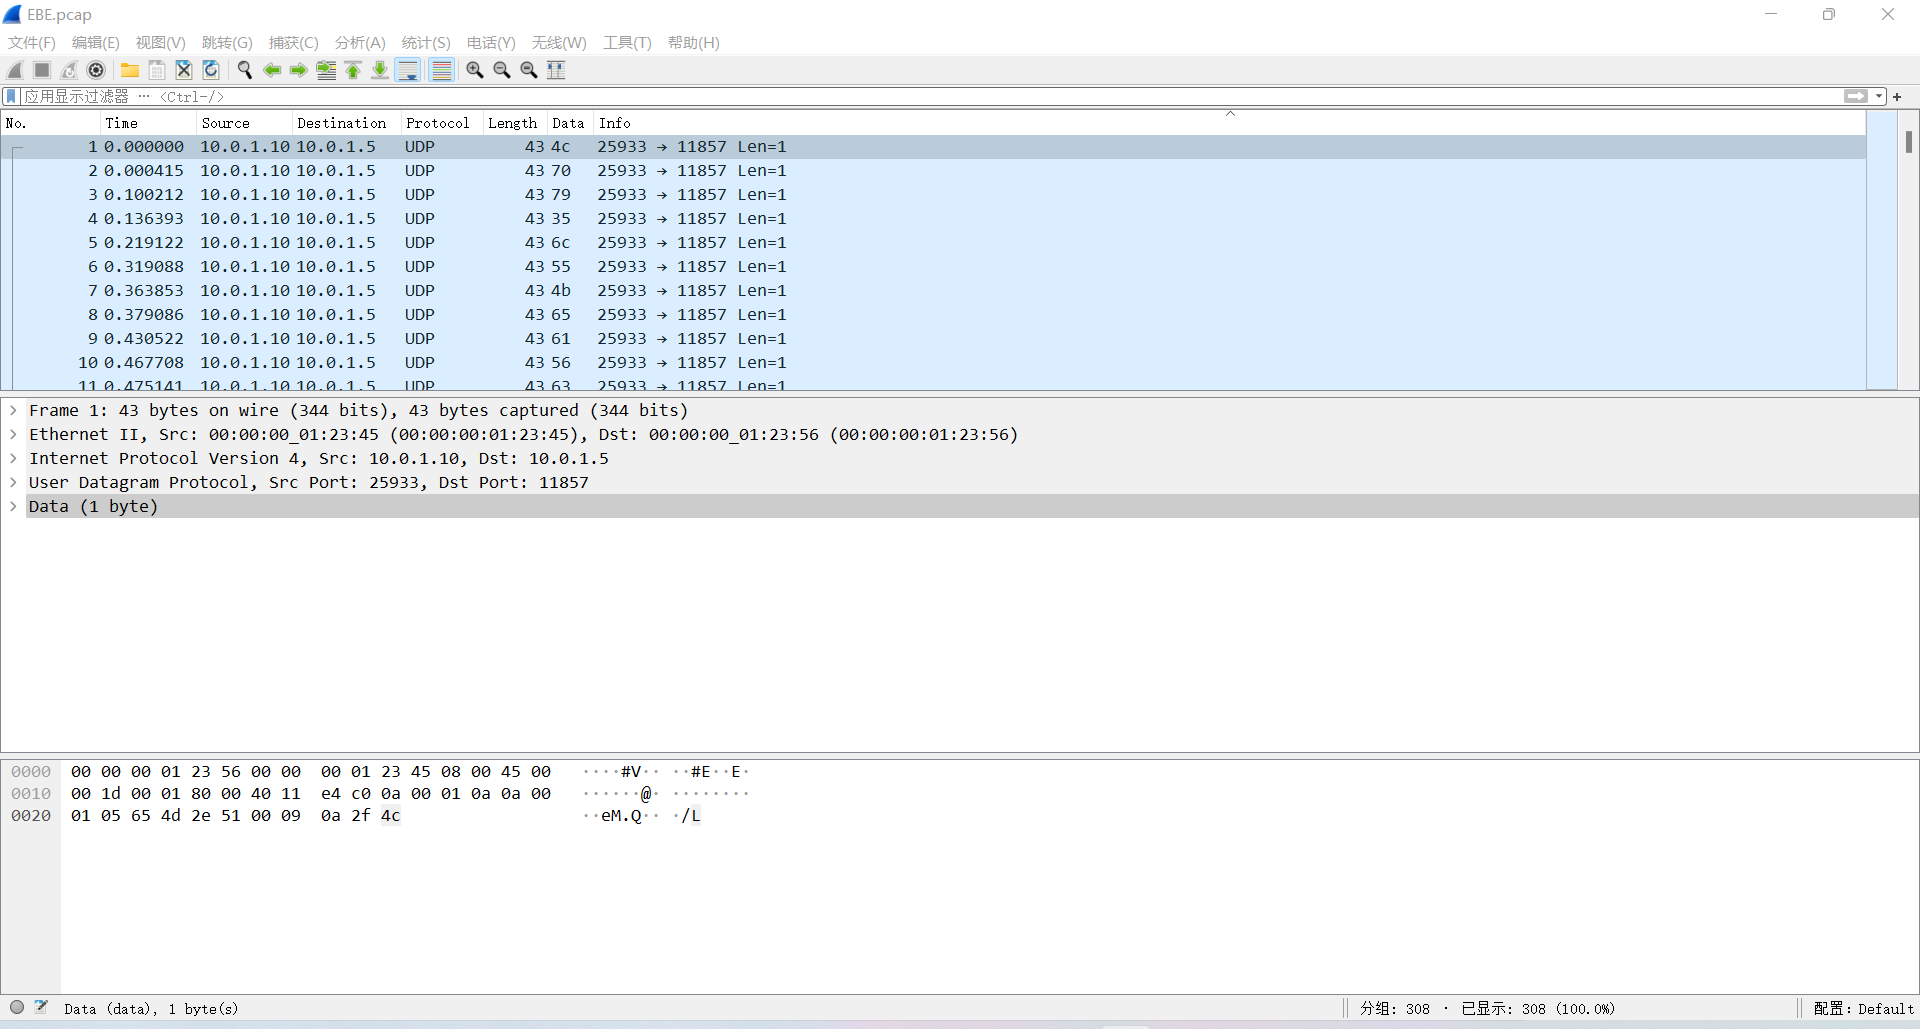 EBE.pcap
文件(F) 编辑(E) 视图(V) 跳转(G) 捕获(C) 分析(A) 统计(S) 电话(Y) 无线(W) 工具(T) 帮助(H)
应用显示过滤器 … <Ctrl-/>
No. Time Source Destination Protocol Length Data Info
1 0.000000 10.0.1.10 10.0.1.5 UDP 43 4c 25933 → 11857 Len=1
2 0.000415 10.0.1.10 10.0.1.5 UDP 43 70 25933 → 11857 Len=1
3 0.100212 10.0.1.10 10.0.1.5 UDP 43 79 25933 → 11857 Len=1
4 0.136393 10.0.1.10 10.0.1.5 UDP 43 35 25933 → 11857 Len=1
5 0.219122 10.0.1.10 10.0.1.5 UDP 43 6c 25933 → 11857 Len=1
6 0.319088 10.0.1.10 10.0.1.5 UDP 43 55 25933 → 11857 Len=1
7 0.363853 10.0.1.10 10.0.1.5 UDP 43 4b 25933 → 11857 Len=1
8 0.379086 10.0.1.10 10.0.1.5 UDP 43 65 25933 → 11857 Len=1
9 0.430522 10.0.1.10 10.0.1.5 UDP 43 61 25933 → 11857 Len=1
10 0.467708 10.0.1.10 10.0.1.5 UDP 43 56 25933 → 11857 Len=1
11 0.475141 10.0.1.10 10.0.1.5 UDP 43 63 25933 → 11857 Len=1
Frame 1: 43 bytes on wire (344 bits), 43 bytes captured (344 bits)
Ethernet II, Src: 00:00:00_01:23:45 (00:00:00:01:23:45), Dst: 00:00:00_01:23:56 (00:00:00:01:23:56)
Internet Protocol Version 4, Src: 10.0.1.10, Dst: 10.0.1.5
User Datagram Protocol, Src Port: 25933, Dst Port: 11857
Data (1 byte)
0000 00 00 00 01 23 56 00 00 00 01 23 45 08 00 45 00 ····#V·· ··#E··E·
0010 00 1d 00 01 80 00 40 11 e4 c0 0a 00 01 0a 0a 00 ······@· ········
0020 01 05 65 4d 2e 51 00 09 0a 2f 4c ··eM.Q·· ·/L
Data (data), 1 byte(s) 分组: 308 · 已显示: 308 (100.0%) 配置: Default